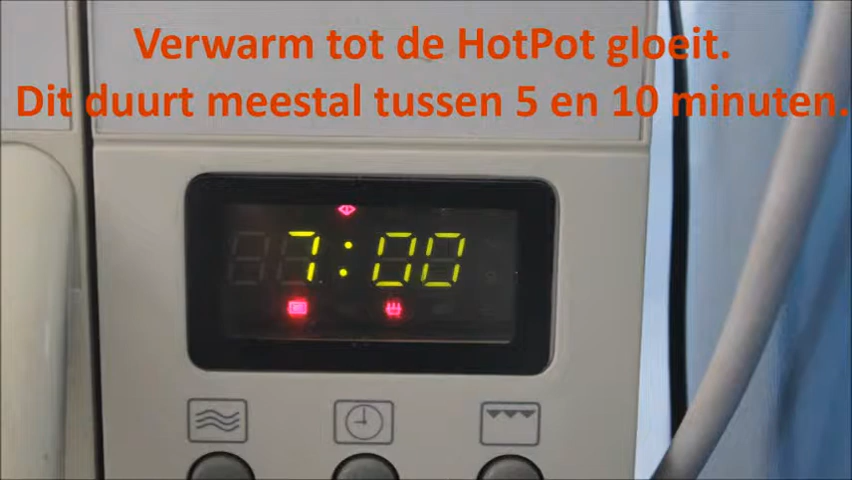 Verwarm tot de HotPot gloeit.
Dit duurt meestal tussen 5 en 10 minuten.
7:00